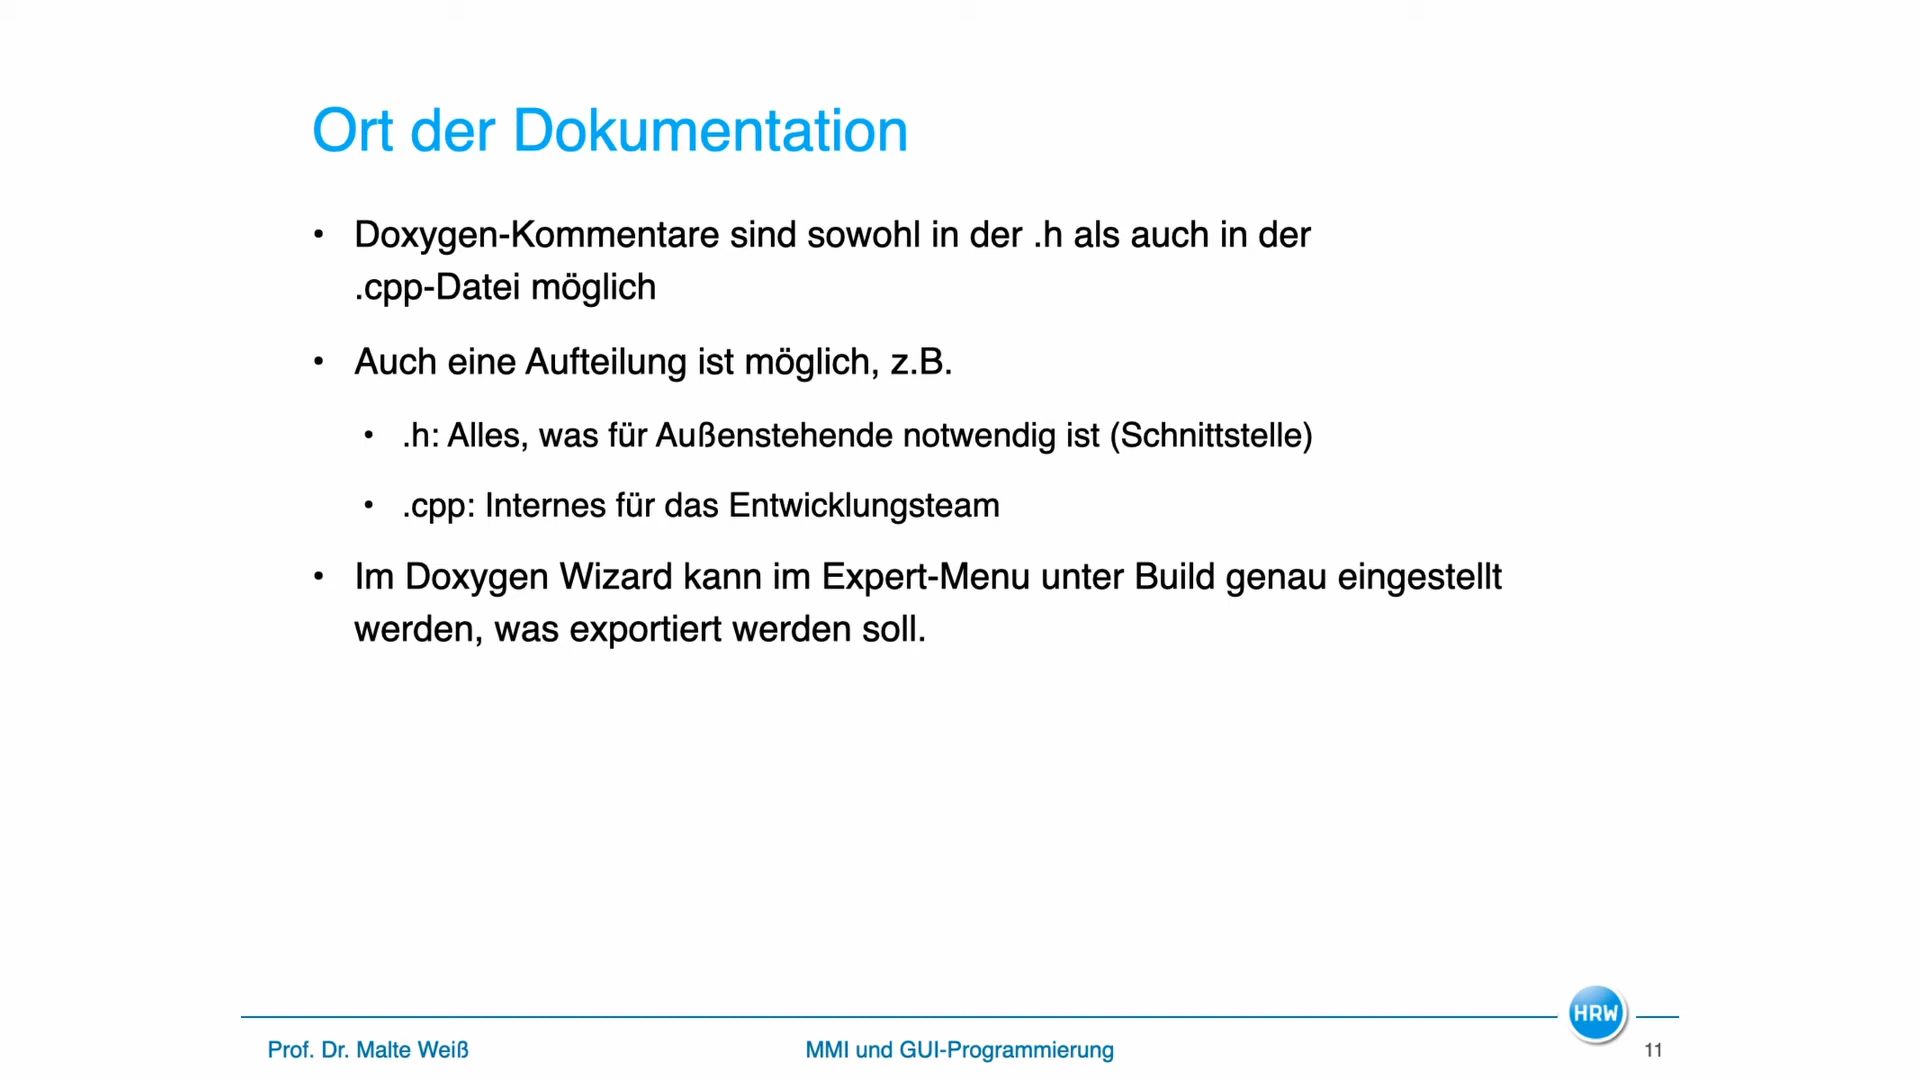 Ort der Dokumentation
• Doxygen-Kommentare sind sowohl in der .h als auch in der
.cpp-Datei möglich
• Auch eine Aufteilung ist möglich, z.B.
• .h: Alles, was für Außenstehende notwendig ist (Schnittstelle)
• .cpp: Internes für das Entwicklungsteam
• Im Doxygen Wizard kann im Expert-Menu unter Build genau eingestellt
werden, was exportiert werden soll.
HRW
Prof. Dr. Malte Weiß
MMI und GUI-Programmierung
11